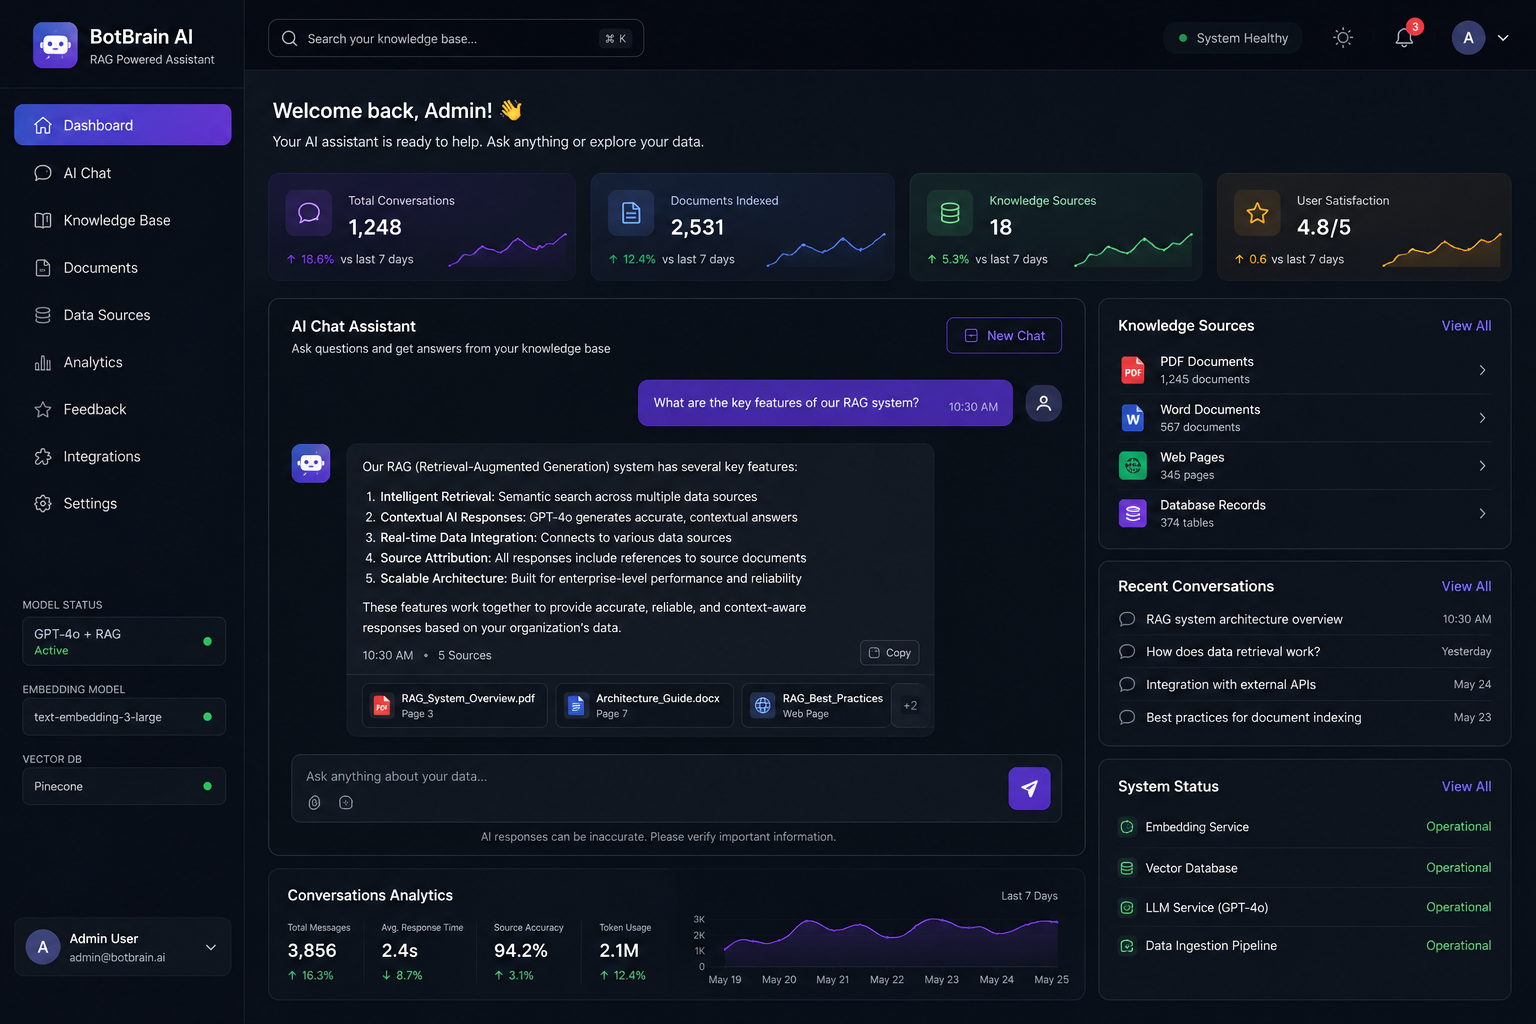 BotBrain AI
RAG Powered Assistant
Dashboard
AI Chat
Knowledge Base
Documents
Data Sources
Analytics
Feedback
Integrations
Settings
MODEL STATUS
GPT-4o + RAG
Active
EMBEDDING MODEL
text-embedding-3-large
VECTOR DB
Pinecone
A
Admin User
admin@botbrain.ai
Search your knowledge base...
⌘ K
System Healthy
3
A
Welcome back, Admin! 👋
Your AI assistant is ready to help. Ask anything or explore your data.
Total Conversations
1,248
↑ 18.6% vs last 7 days
Documents Indexed
2,531
↑ 12.4% vs last 7 days
Knowledge Sources
18
↑ 5.3% vs last 7 days
User Satisfaction
4.8/5
↑ 0.6 vs last 7 days
AI Chat Assistant
Ask questions and get answers from your knowledge base
New Chat
What are the key features of our RAG system?
10:30 AM
Our RAG (Retrieval-Augmented Generation) system has several key features:
1. Intelligent Retrieval: Semantic search across multiple data sources
2. Contextual AI Responses: GPT-4o generates accurate, contextual answers
3. Real-time Data Integration: Connects to various data sources
4. Source Attribution: All responses include references to source documents
5. Scalable Architecture: Built for enterprise-level performance and reliability
These features work together to provide accurate, reliable, and context-aware
responses based on your organization's data.
10:30 AM • 5 Sources
Copy
PDF
RAG_System_Overview.pdf
Page 3
Architecture_Guide.docx
Page 7
RAG_Best_Practices
Web Page
+2
Ask anything about your data...
AI responses can be inaccurate. Please verify important information.
Conversations Analytics
Last 7 Days
Total Messages
3,856
↑ 16.3%
Avg. Response Time
2.4s
↓ 8.7%
Source Accuracy
94.2%
↑ 3.1%
Token Usage
2.1M
↑ 12.4%
3K
2K
1K
0
May 19 May 20 May 21 May 22 May 23 May 24 May 25
Knowledge Sources
View All
PDF
PDF Documents
1,245 documents
W
Word Documents
567 documents
Web Pages
345 pages
Database Records
374 tables
Recent Conversations
View All
RAG system architecture overview 10:30 AM
How does data retrieval work? Yesterday
Integration with external APIs May 24
Best practices for document indexing May 23
System Status
View All
Embedding Service Operational
Vector Database Operational
LLM Service (GPT-4o) Operational
Data Ingestion Pipeline Operational